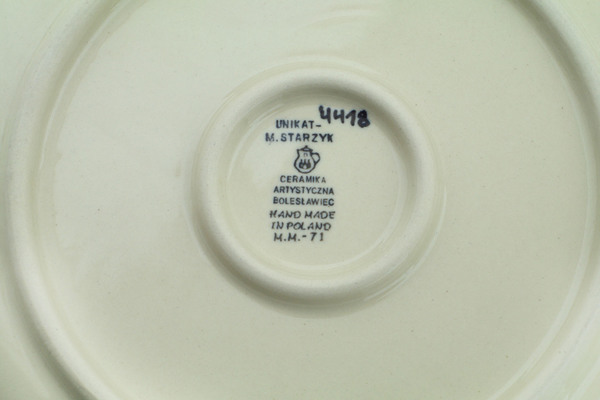 4418
UNIKAT-
M. STARZYK
CERAMIKA
ARTYSTYCZNA
BOLESŁAWIEC
HAND MADE
IN POLAND
M.M.-71